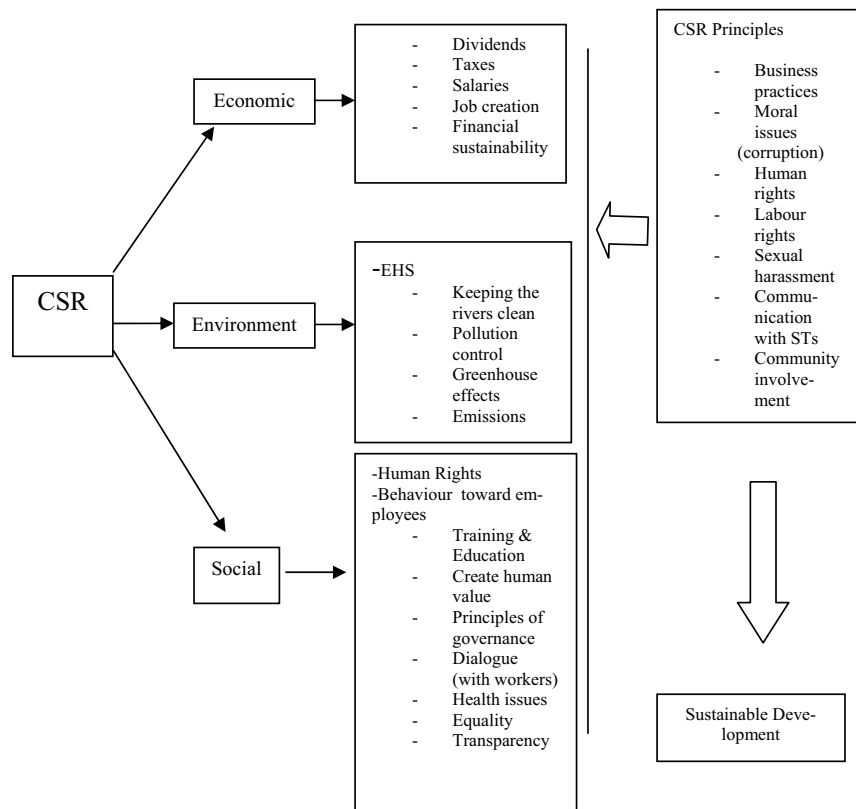 CSR
Economic
- Dividends
- Taxes
- Salaries
- Job creation
- Financial
sustainability
Environment
-EHS
- Keeping the
rivers clean
- Pollution
control
- Greenhouse
effects
- Emissions
Social
-Human Rights
-Behaviour toward em-
ployees
- Training &
Education
- Create human
value
- Principles of
governance
- Dialogue
(with workers)
- Health issues
- Equality
- Transparency
CSR Principles
- Business
practices
- Moral
issues
(corruption)
- Human
rights
- Labour
rights
- Sexual
harassment
- Commu-
nication
with STs
- Community
involve-
ment
Sustainable Deve-
lopment